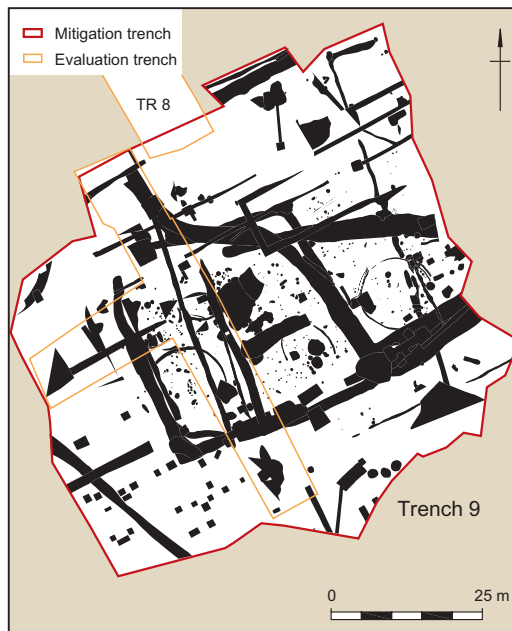 Mitigation trench
Evaluation trench
TR 8
Trench 9
0 25 m